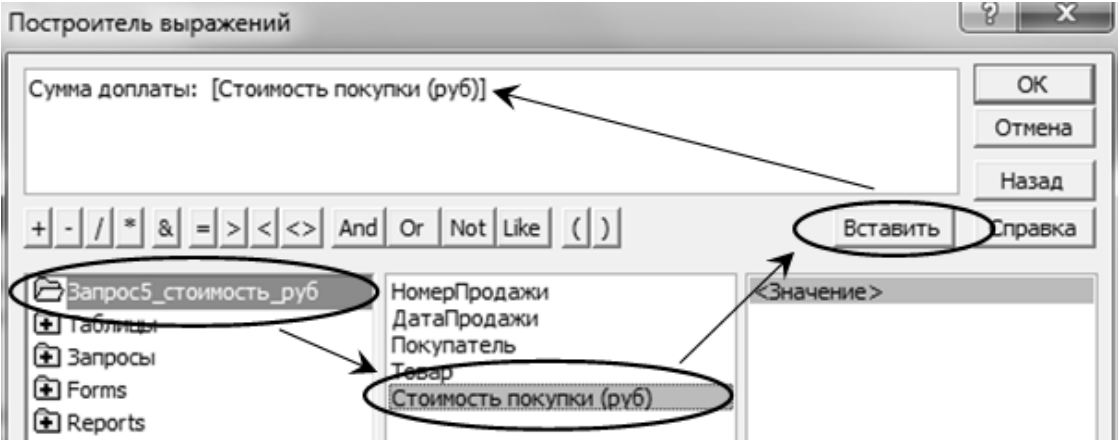 Построитель выражений
?
X
Сумма доплаты: [Стоимость покупки (руб)]
OK
Отмена
Назад
+ - / * & = > < <> And Or Not Like ( )
Вставить
Справка
Запрос5_стоимость_руб
Таблицы
Запросы
Forms
Reports
НомерПродажи
ДатаПродажи
Покупатель
Товар
Стоимость покупки (руб)
<Значение>